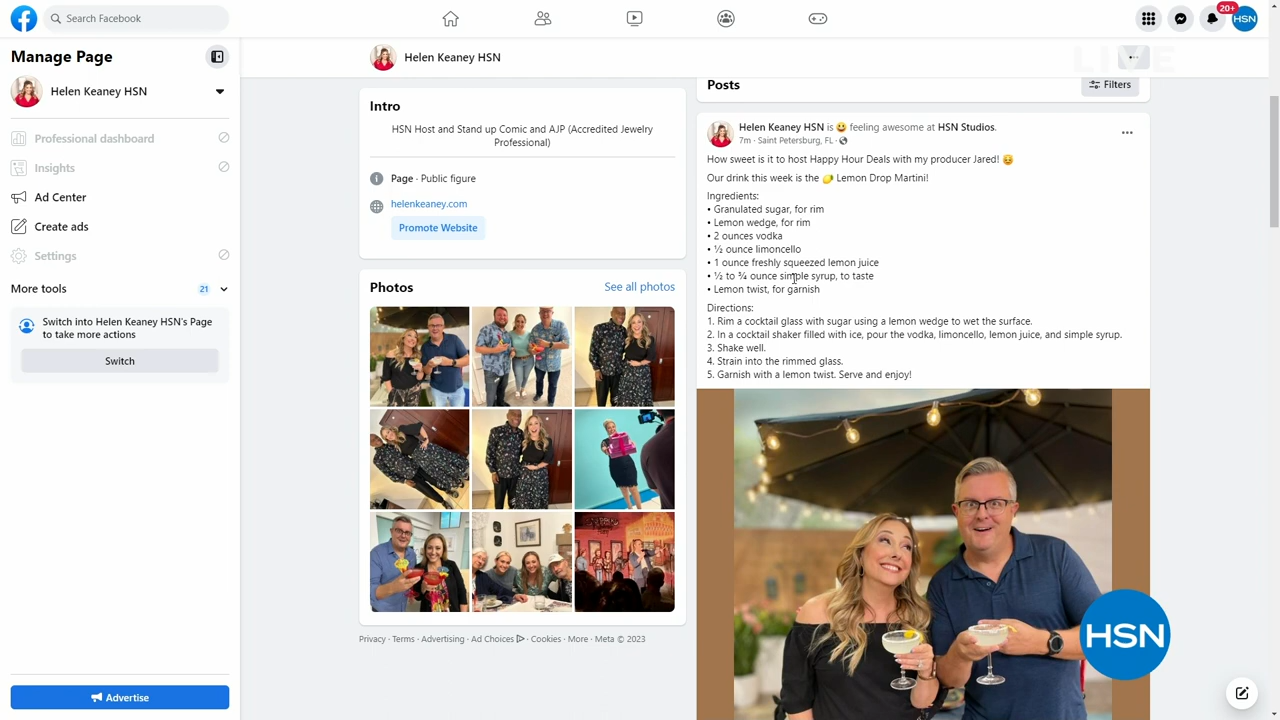 Search Facebook
20+
HSN
Manage Page
Helen Keaney HSN
Professional dashboard
Insights
Ad Center
Create ads
Settings
More tools
21
Switch into Helen Keaney HSN's Page
to take more actions
Switch
Advertise
Helen Keaney HSN
LIVE
Intro
HSN Host and Stand up Comic and AJP (Accredited Jewelry
Professional)
Page · Public figure
helenkeaney.com
Promote Website
Photos
See all photos
Privacy · Terms · Advertising · Ad Choices · Cookies · More · Meta © 2023
Posts
Filters
Helen Keaney HSN is 😃 feeling awesome at HSN Studios.
7m · Saint Petersburg, FL ·
How sweet is it to host Happy Hour Deals with my producer Jared! 😊
Our drink this week is the 🍋 Lemon Drop Martini!
Ingredients:
• Granulated sugar, for rim
• Lemon wedge, for rim
• 2 ounces vodka
• ½ ounce limoncello
• 1 ounce freshly squeezed lemon juice
• ½ to ¾ ounce simple syrup, to taste
• Lemon twist, for garnish
Directions:
1. Rim a cocktail glass with sugar using a lemon wedge to wet the surface.
2. In a cocktail shaker filled with ice, pour the vodka, limoncello, lemon juice, and simple syrup.
3. Shake well.
4. Strain into the rimmed glass.
5. Garnish with a lemon twist. Serve and enjoy!
HSN